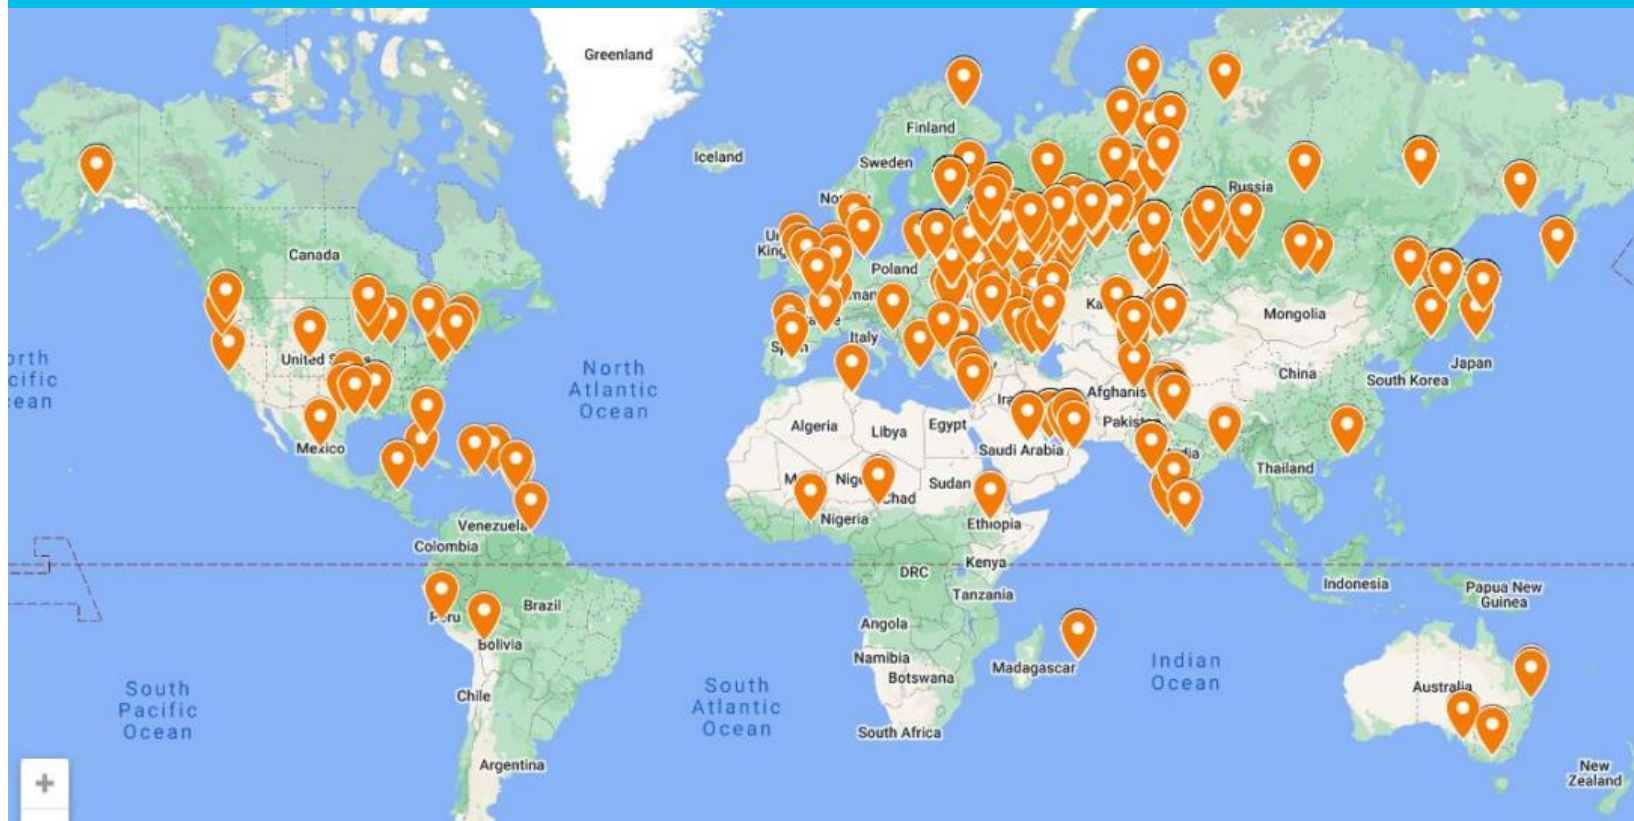 Greenland
Iceland
Finland
Sweden
Russia
Canada
Poland
Italy
Mongolia
North
Atlantic
Ocean
China
Japan
South Korea
Mexico
Algeria
Libya
Egypt
Saudi Arabia
Thailand
Sudan
Chad
Nigeria
Ethiopia
Venezuela
Colombia
DRC
Kenya
Tanzania
Indonesia
Papua New
Guinea
Brazil
Angola
Bolivia
Namibia
Botswana
Madagascar
Indian
Ocean
Australia
South
Pacific
Ocean
Chile
South
Atlantic
Ocean
South Africa
Argentina
New
Zealand
+